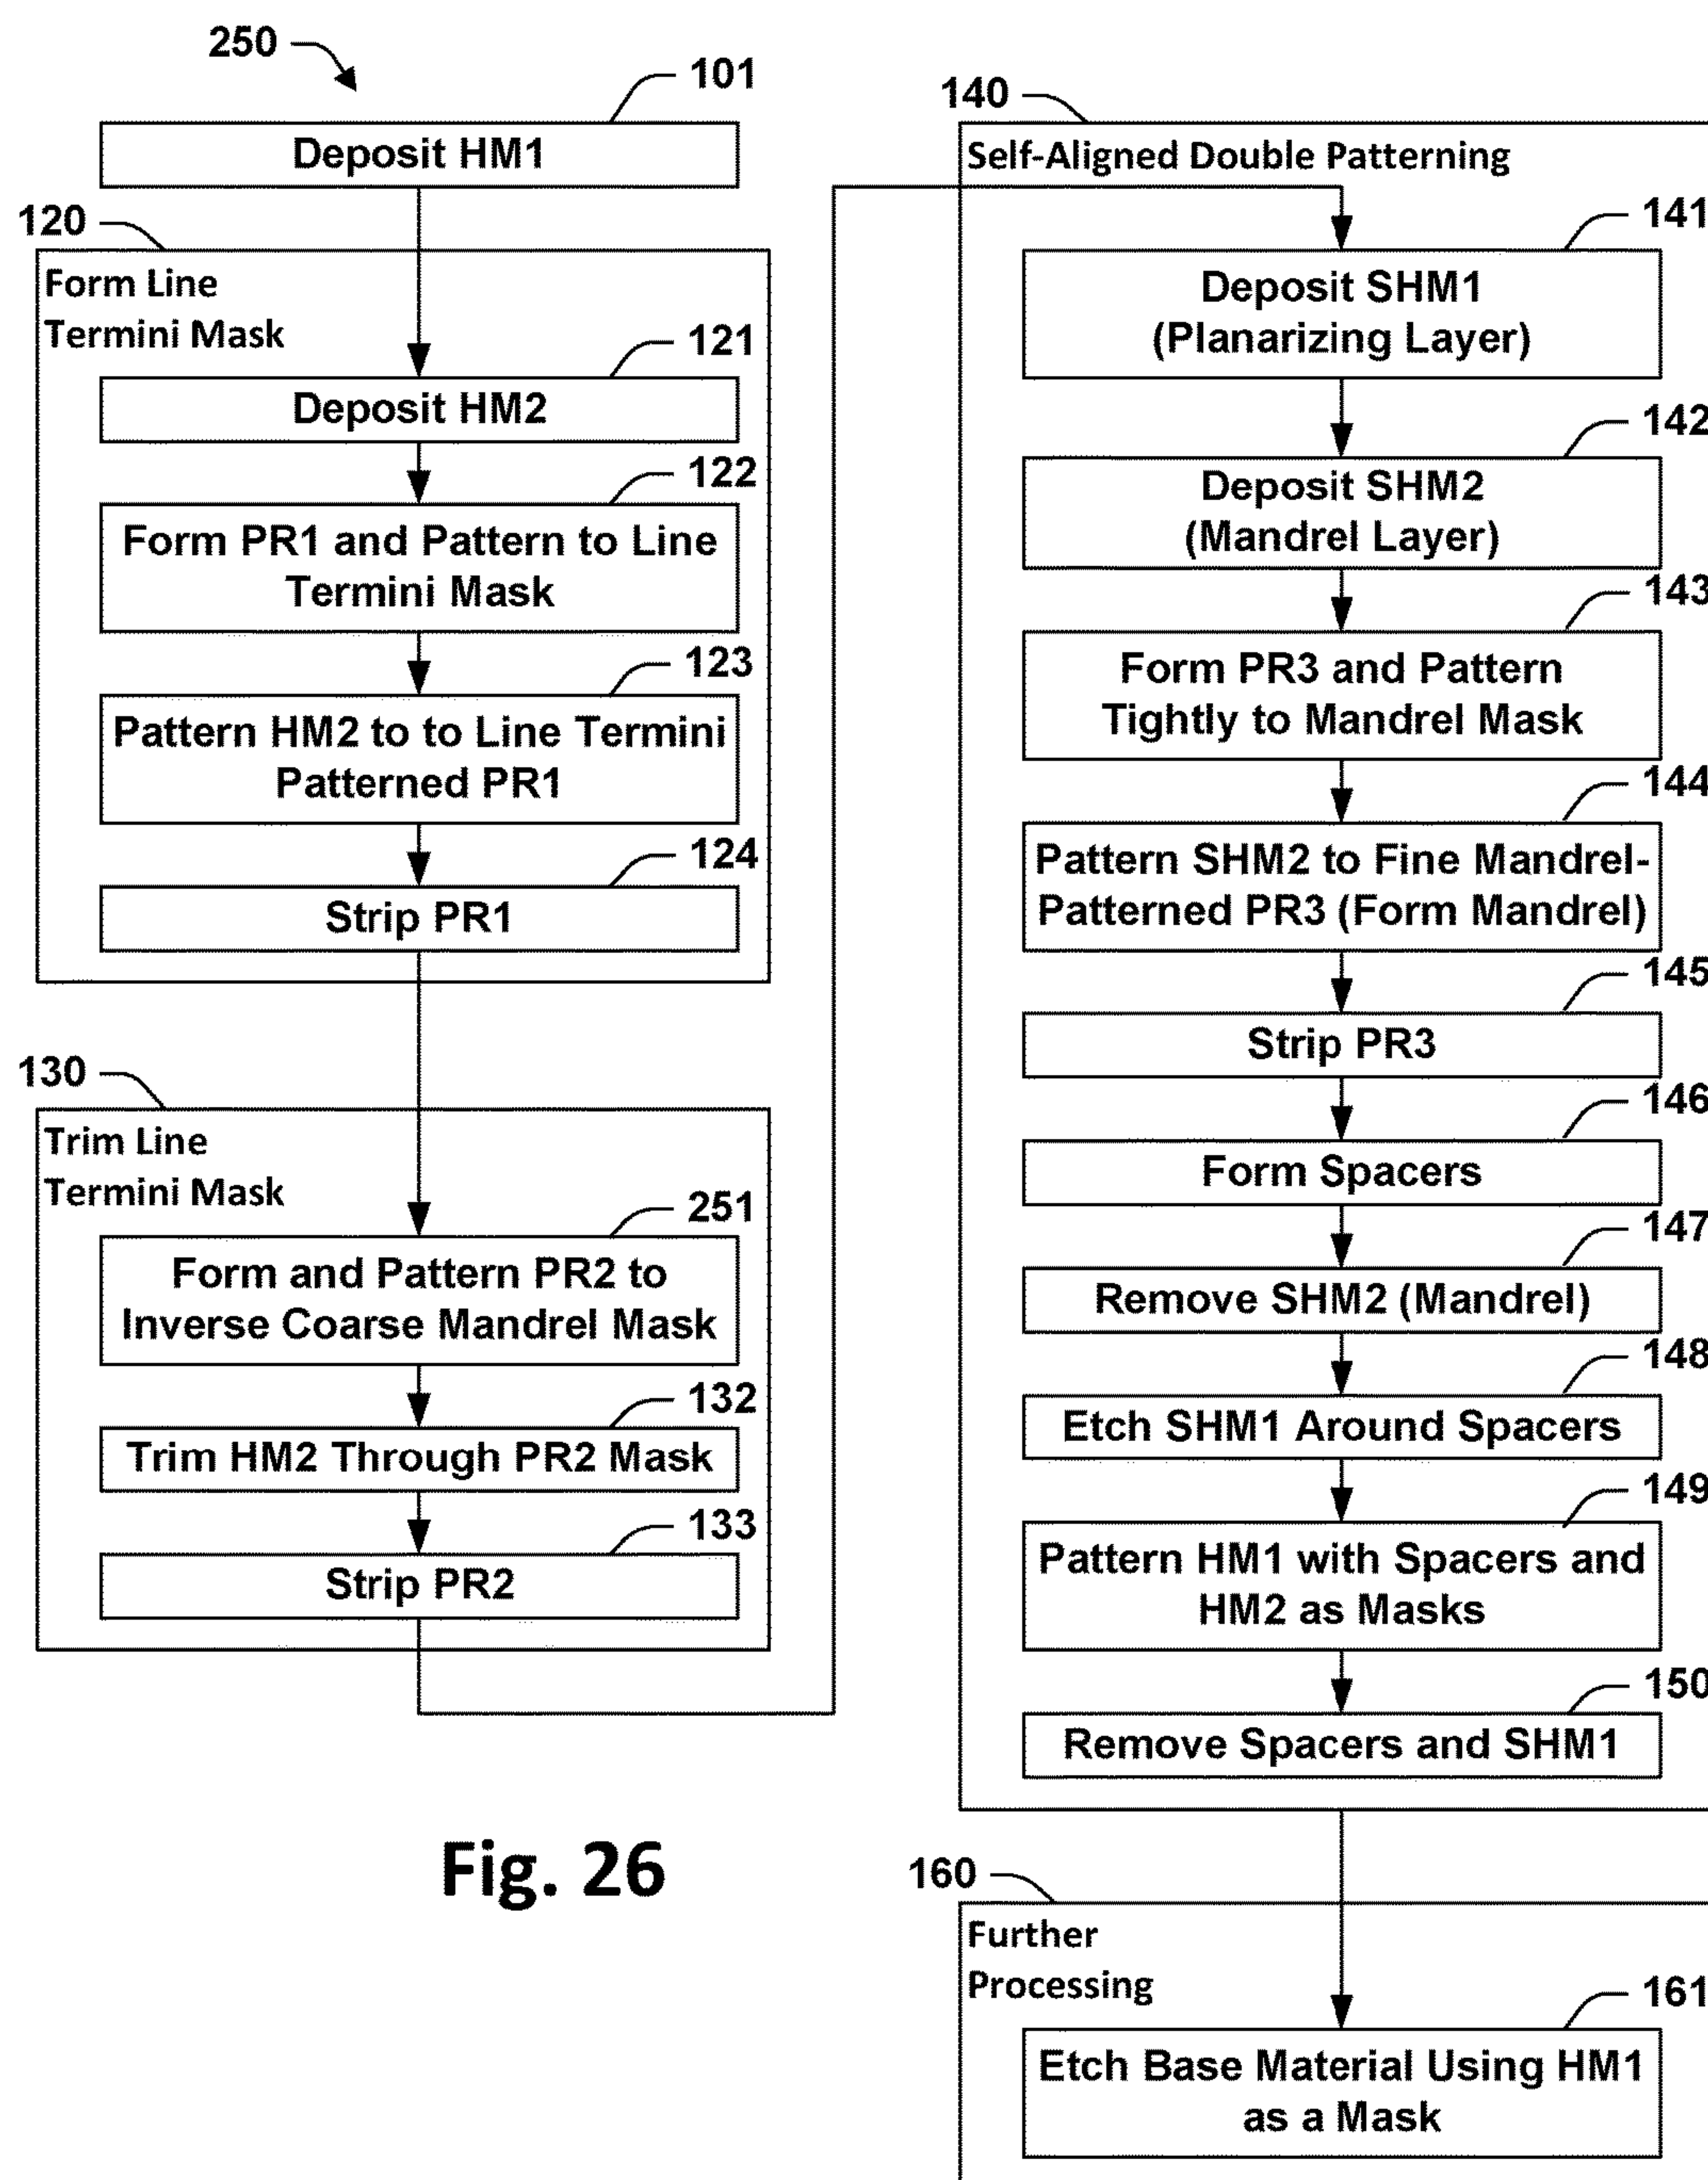 250
101
Deposit HM1
120
Form Line
Termini Mask
121
Deposit HM2
122
Form PR1 and Pattern to Line
Termini Mask
123
Pattern HM2 to to Line Termini
Patterned PR1
124
Strip PR1
130
Trim Line
Termini Mask
251
Form and Pattern PR2 to
Inverse Coarse Mandrel Mask
132
Trim HM2 Through PR2 Mask
133
Strip PR2
140
Self-Aligned Double Patterning
141
Deposit SHM1
(Planarizing Layer)
142
Deposit SHM2
(Mandrel Layer)
143
Form PR3 and Pattern
Tightly to Mandrel Mask
144
Pattern SHM2 to Fine Mandrel-
Patterned PR3 (Form Mandrel)
145
Strip PR3
146
Form Spacers
147
Remove SHM2 (Mandrel)
148
Etch SHM1 Around Spacers
149
Pattern HM1 with Spacers and
HM2 as Masks
150
Remove Spacers and SHM1
160
Further
Processing
161
Etch Base Material Using HM1
as a Mask
Fig. 26